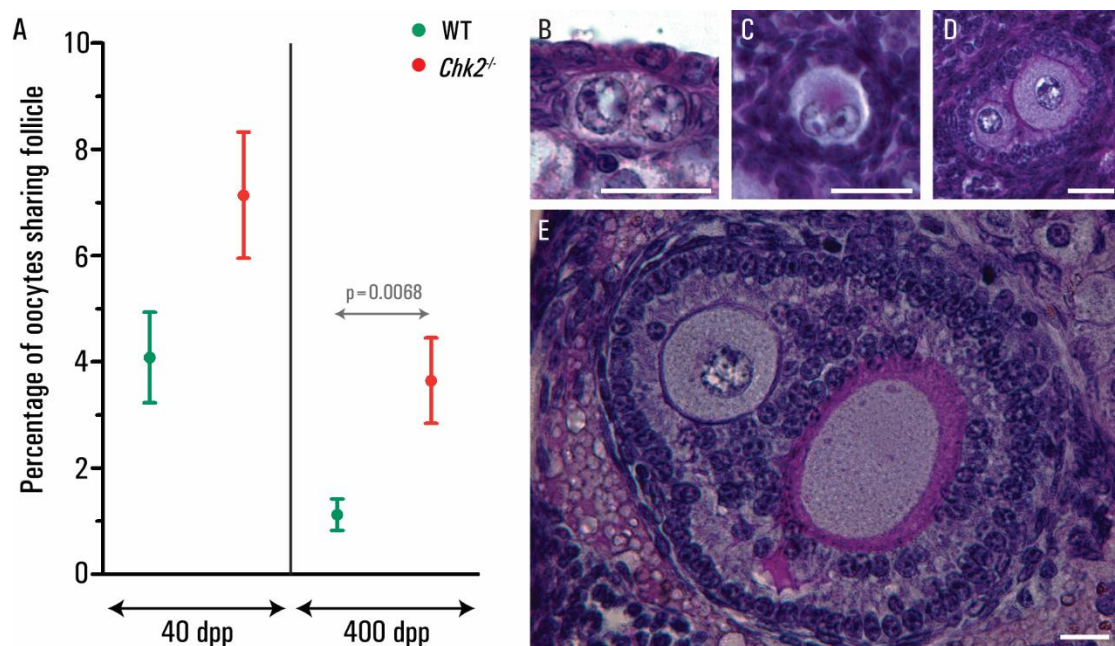 A
10
8
6
4
2
0
Percentage of oocytes sharing follicle
WT
Chk2-/-
p=0.0068
40 dpp
400 dpp
B
C
D
E